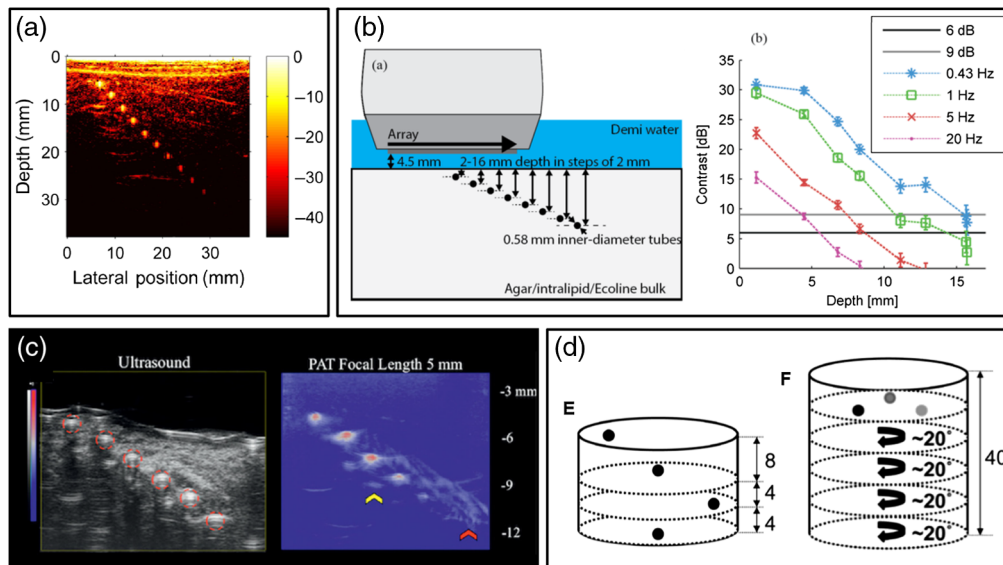 (a)
0
10
20
30
Depth (mm)
0
10
20
30
Lateral position (mm)
0
−10
−20
−30
−40
(b)
(a)
Array
Demi water
4.5 mm
2-16 mm depth in steps of 2 mm
0.58 mm inner-diameter tubes
Agar/intralipid/Ecoline bulk
(b)
35
30
25
20
15
10
5
0
Contrast [dB]
0
5
10
15
Depth [mm]
6 dB
9 dB
0.43 Hz
1 Hz
5 Hz
20 Hz
(c)
Ultrasound
PAT Focal Length 5 mm
-3 mm
-6
-9
-12
(d)
E
8
4
4
F
~20°
~20°
~20°
~20°
40